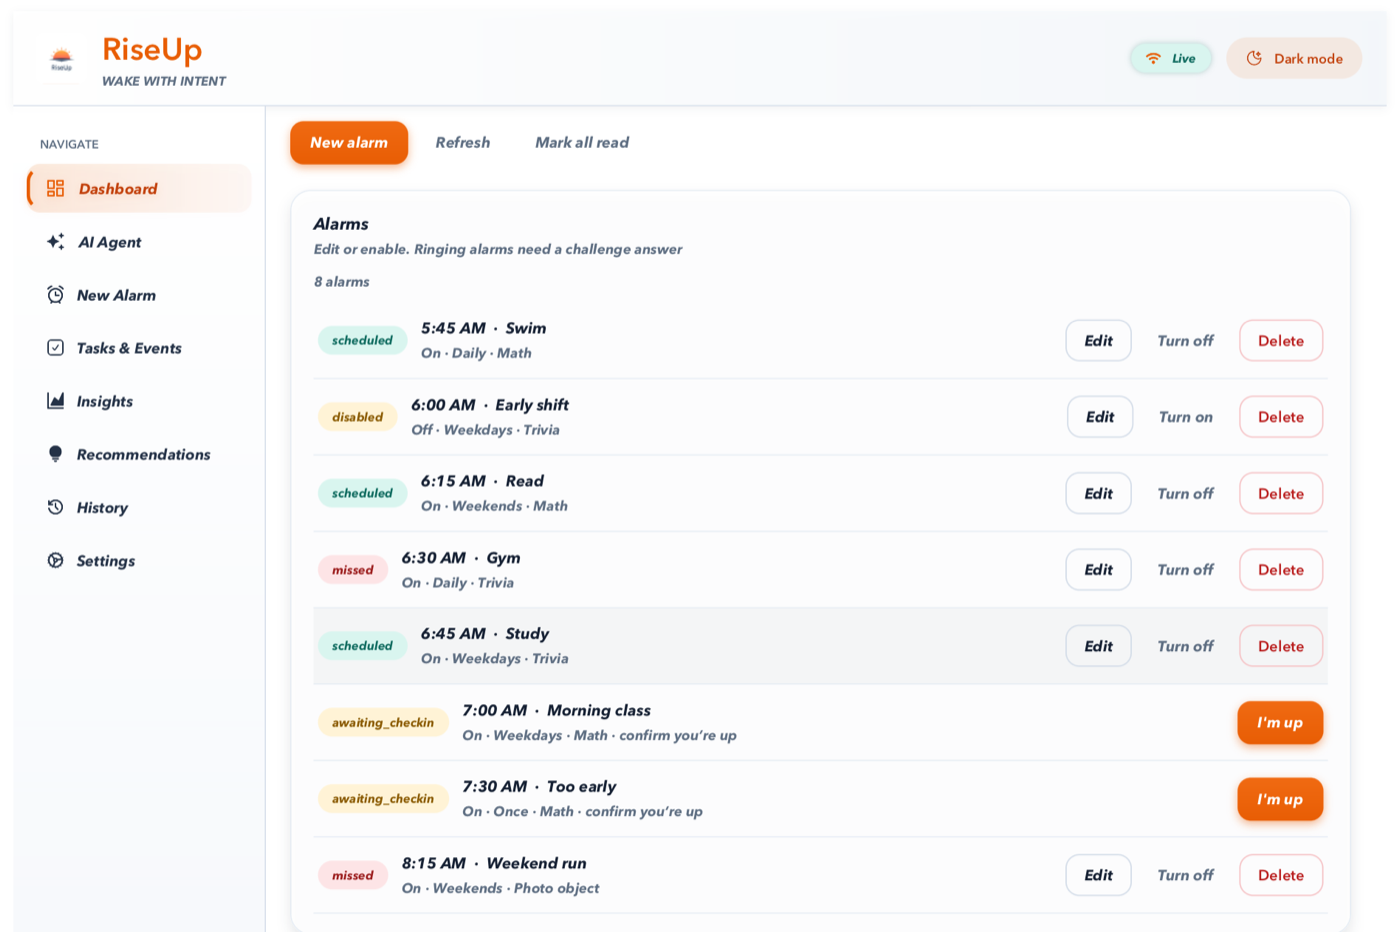 RiseUp
RiseUp
WAKE WITH INTENT
Live
Dark mode
NAVIGATE
Dashboard
AI Agent
New Alarm
Tasks & Events
Insights
Recommendations
History
Settings
New alarm
Refresh
Mark all read
Alarms
Edit or enable. Ringing alarms need a challenge answer
8 alarms
scheduled
5:45 AM · Swim
On · Daily · Math
Edit
Turn off
Delete
disabled
6:00 AM · Early shift
Off · Weekdays · Trivia
Edit
Turn on
Delete
scheduled
6:15 AM · Read
On · Weekends · Math
Edit
Turn off
Delete
missed
6:30 AM · Gym
On · Daily · Trivia
Edit
Turn off
Delete
scheduled
6:45 AM · Study
On · Weekdays · Trivia
Edit
Turn off
Delete
awaiting_checkin
7:00 AM · Morning class
On · Weekdays · Math · confirm you’re up
I'm up
awaiting_checkin
7:30 AM · Too early
On · Once · Math · confirm you’re up
I'm up
missed
8:15 AM · Weekend run
On · Weekends · Photo object
Edit
Turn off
Delete